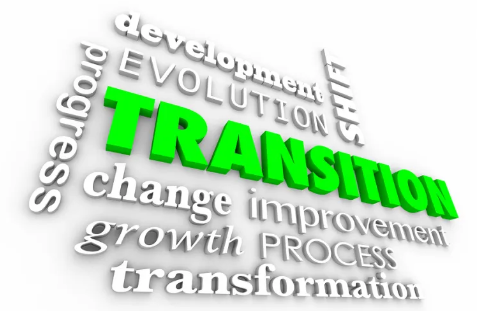 development
EVOLUTION
SHIFT
progress
TRANSITION
change improvement
growth PROCESS
transformation